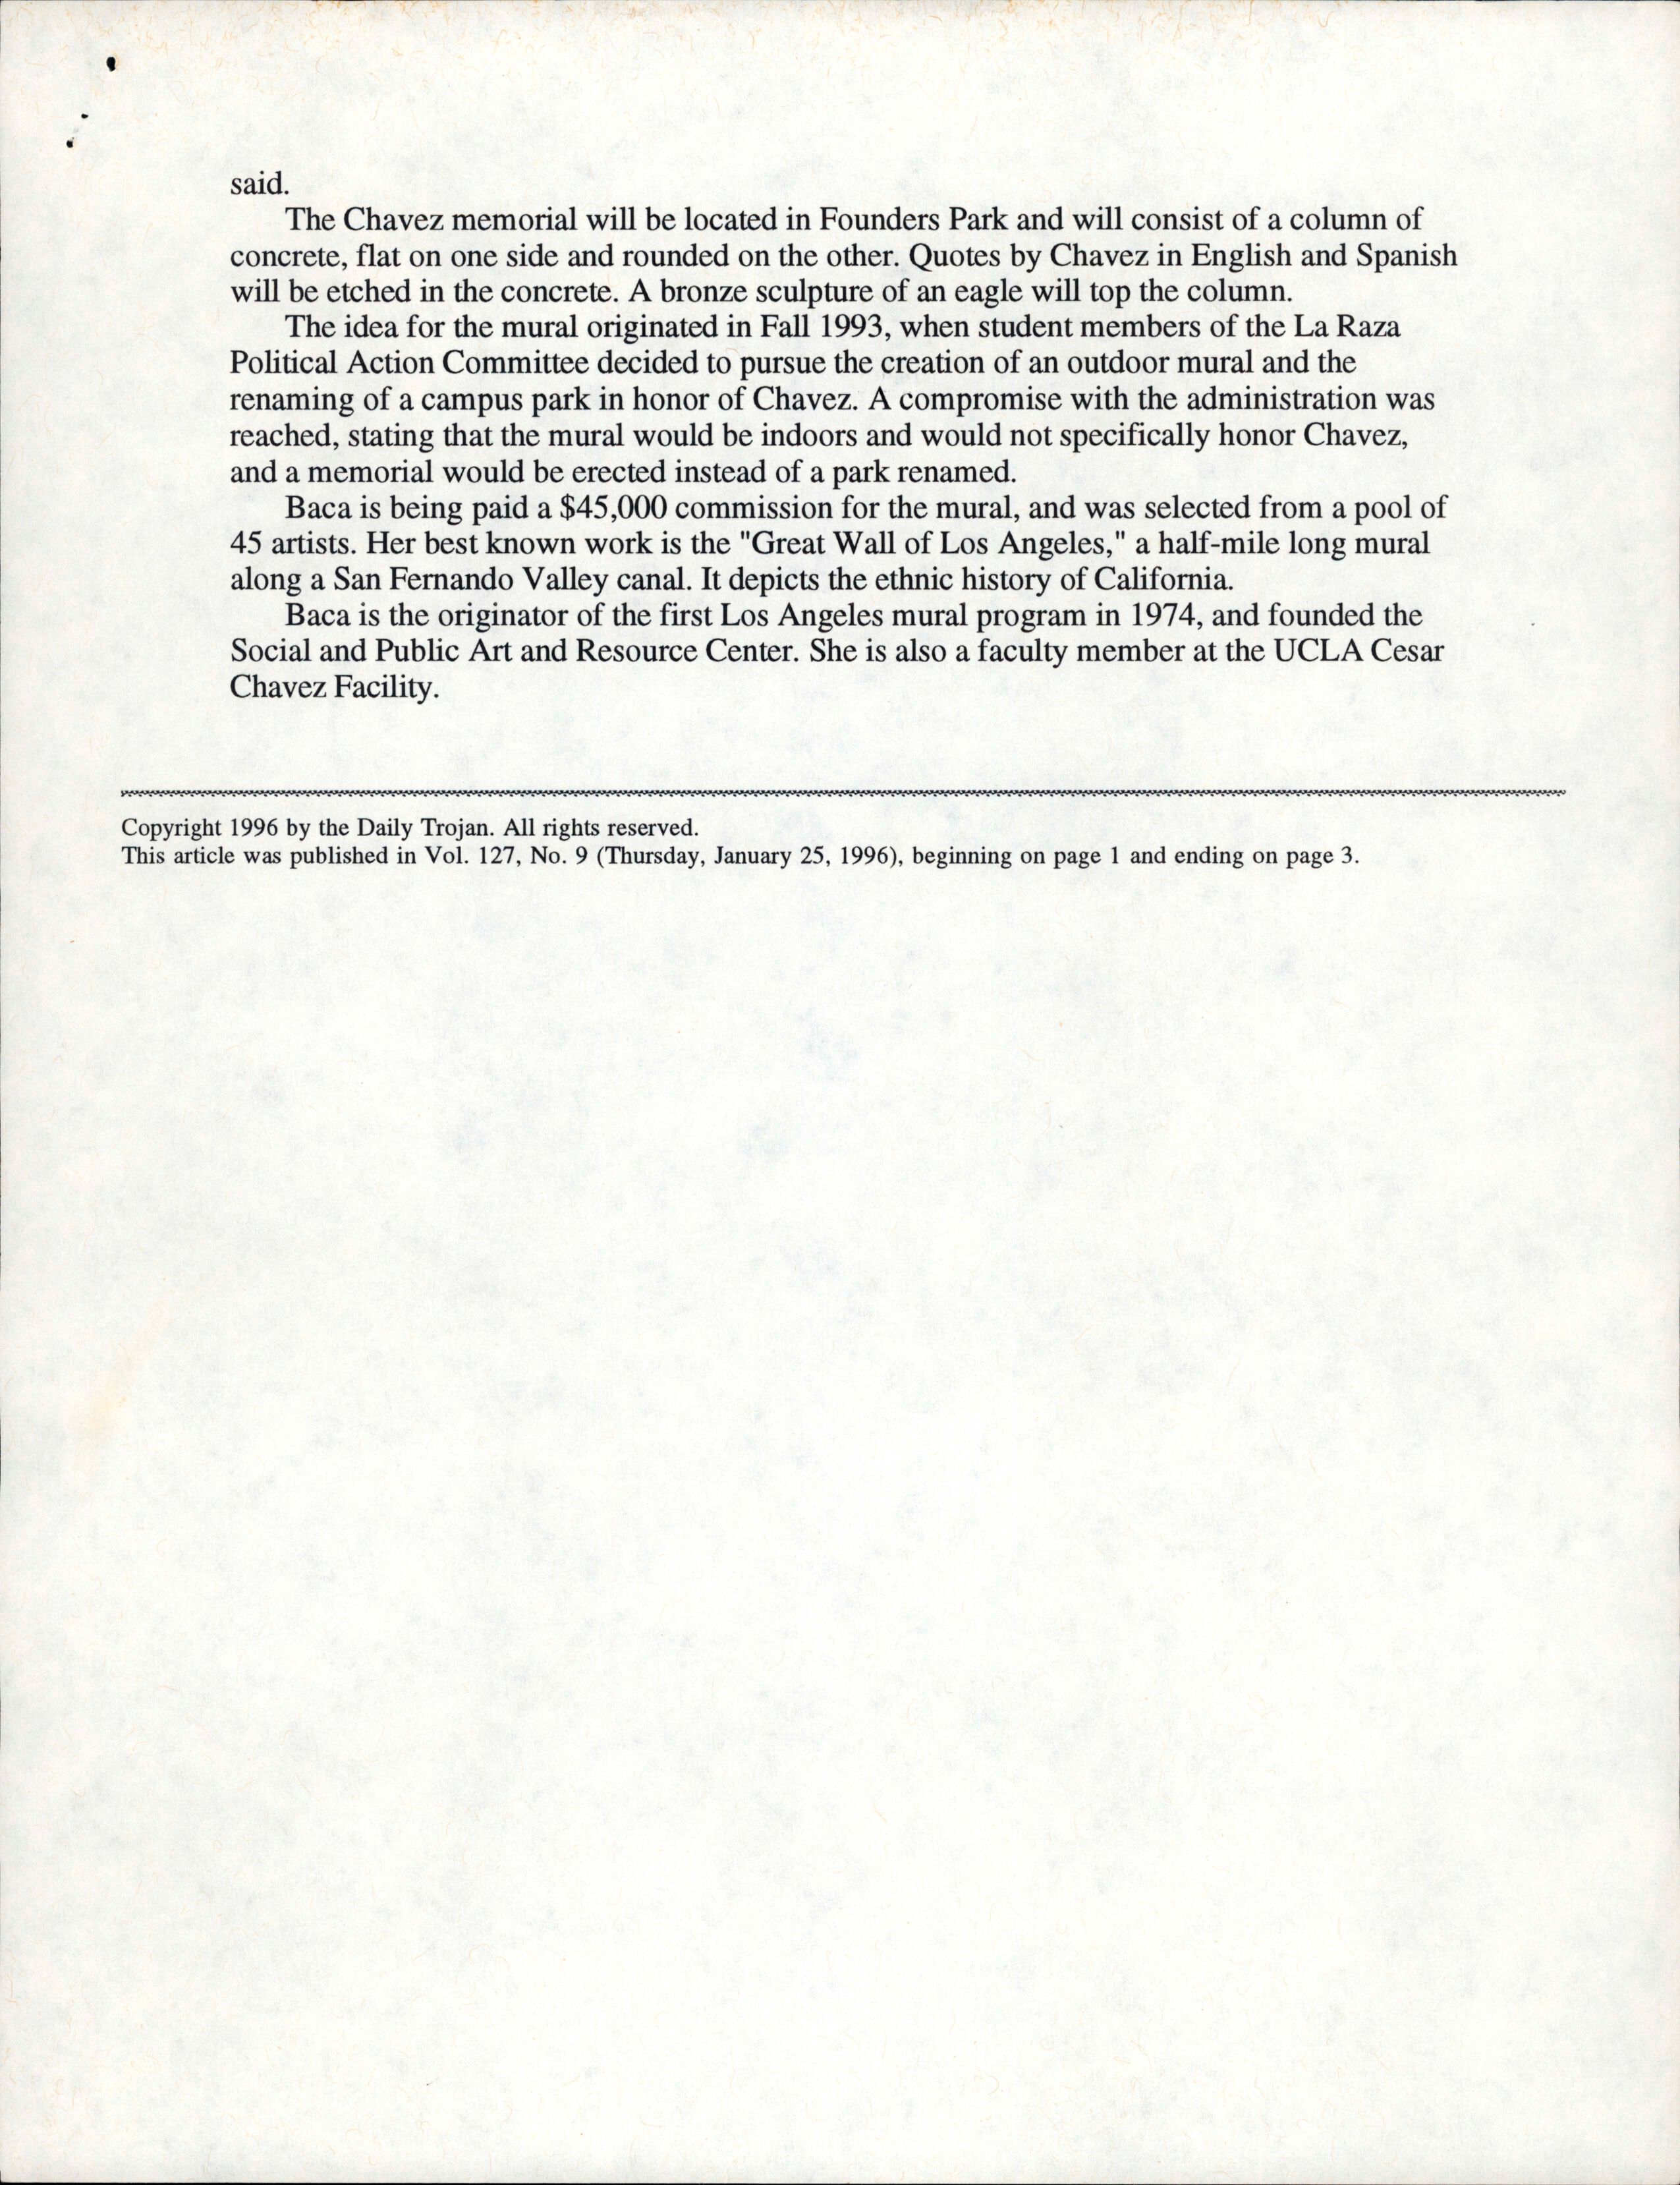 said.
The Chavez memorial will be located in Founders Park and will consist of a column of
concrete, flat on one side and rounded on the other. Quotes by Chavez in English and Spanish
will be etched in the concrete. A bronze sculpture of an eagle will top the column.
The idea for the mural originated in Fall 1993, when student members of the La Raza
Political Action Committee decided to pursue the creation of an outdoor mural and the
renaming of a campus park in honor of Chavez. A compromise with the administration was
reached, stating that the mural would be indoors and would not specifically honor Chavez,
and a memorial would be erected instead of a park renamed.
Baca is being paid a $45,000 commission for the mural, and was selected from a pool of
45 artists. Her best known work is the "Great Wall of Los Angeles," a half-mile long mural
along a San Fernando Valley canal. It depicts the ethnic history of California.
Baca is the originator of the first Los Angeles mural program in 1974, and founded the
Social and Public Art and Resource Center. She is also a faculty member at the UCLA Cesar
Chavez Facility.
Copyright 1996 by the Daily Trojan. All rights reserved.
This article was published in Vol. 127, No. 9 (Thursday, January 25, 1996), beginning on page 1 and ending on page 3.